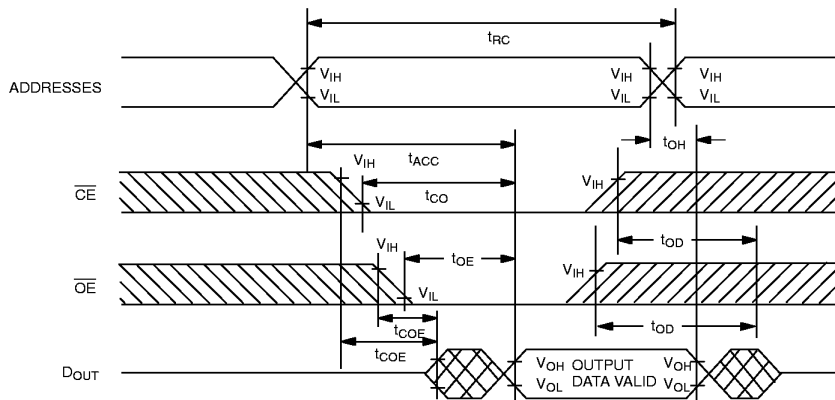 tRC
ADDRESSES
VIH
VIL
VIH
VIL
VIH
VIL
tOH
tACC
CE
VIH
tCO
VIL
VIH
tOD
OE
VIH
tOE
VIL
VIH
tOD
tCOE
tCOE
DOUT
VOH OUTPUT VOH
VOL DATA VALID VOL